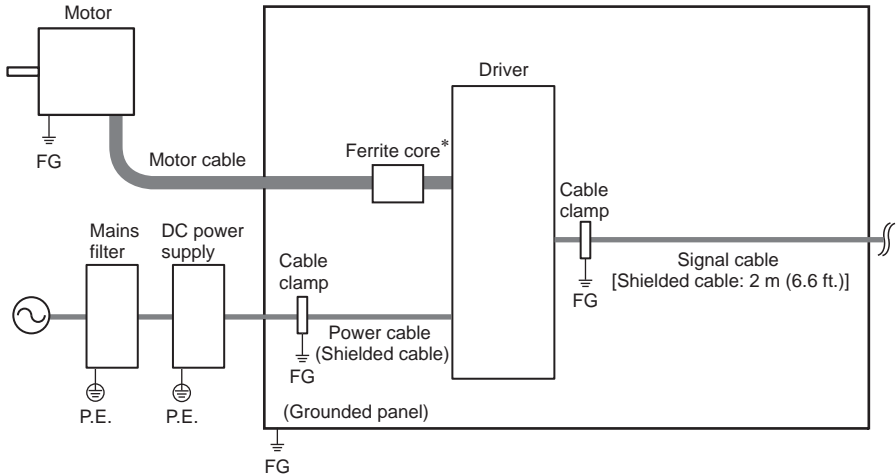 Motor
FG
Motor cable
Ferrite core*
Driver
Cable
clamp
FG
Signal cable
[Shielded cable: 2 m (6.6 ft.)]
Mains
filter
DC power
supply
Cable
clamp
FG
Power cable
(Shielded cable)
P.E.
P.E.
(Grounded panel)
FG